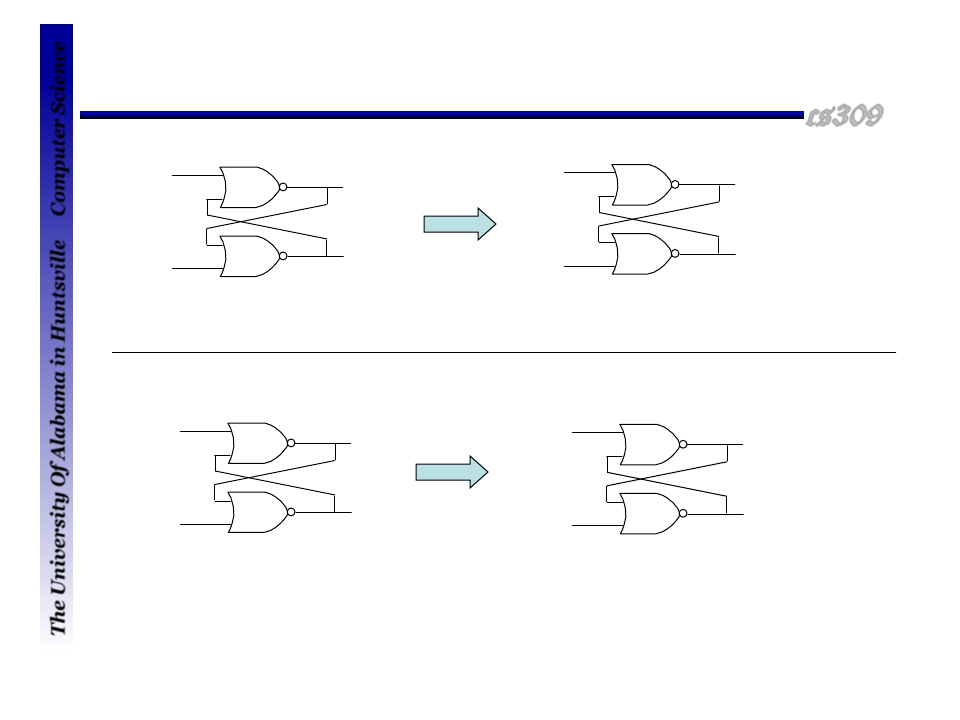 The University Of Alabama in Huntsville Computer Science
cs309